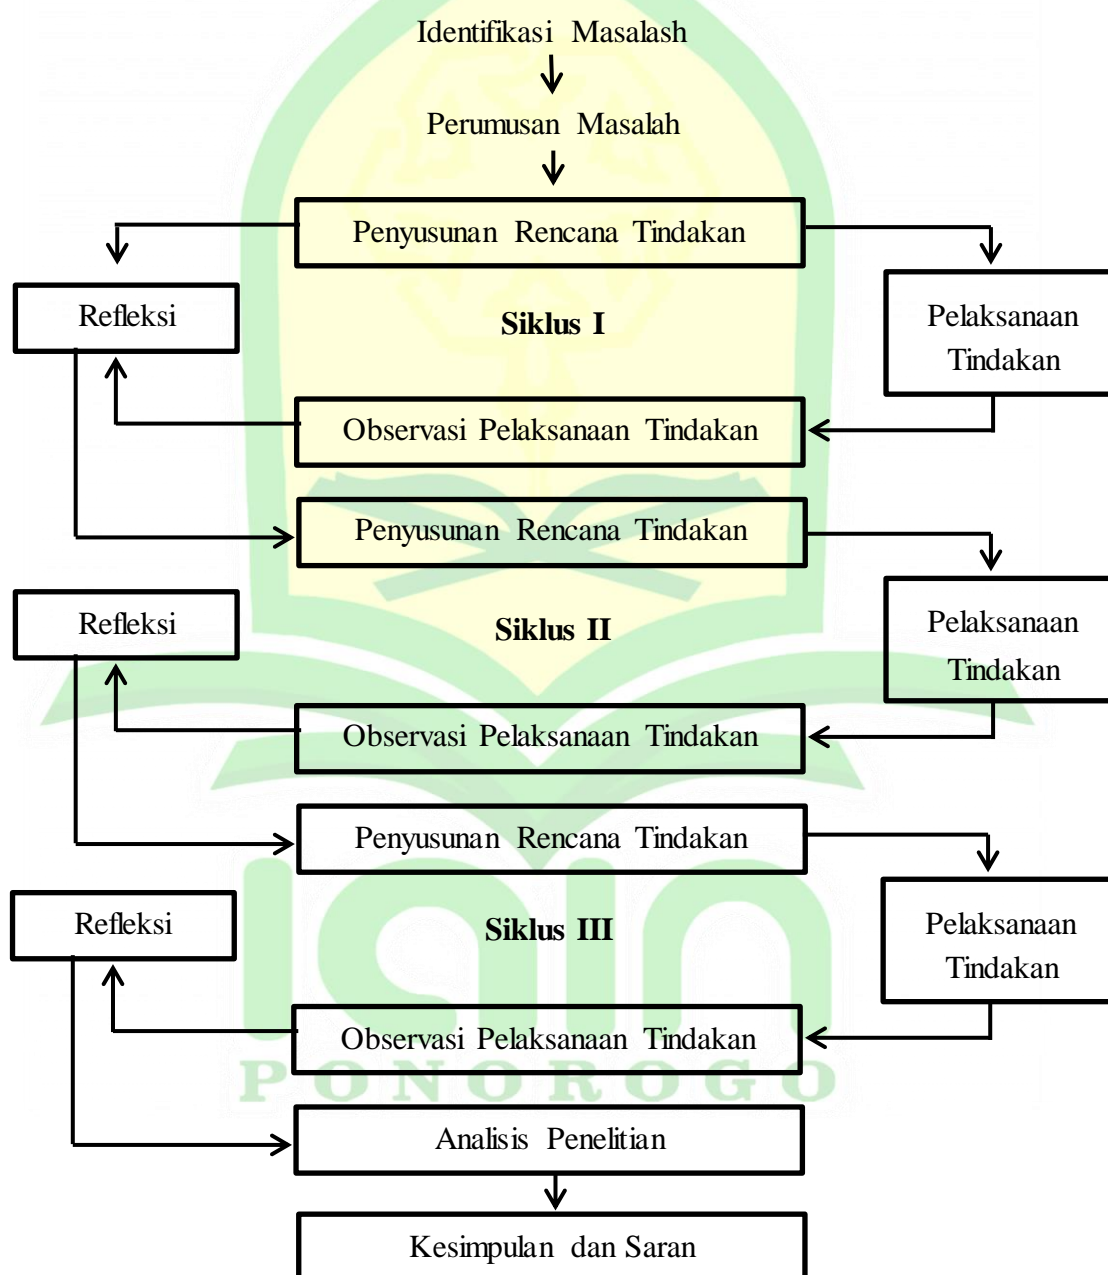 Identifikasi Masalash
Perumusan Masalah
Penyusunan Rencana Tindakan
Refleksi
Siklus I
Pelaksanaan
Tindakan
Observasi Pelaksanaan Tindakan
Penyusunan Rencana Tindakan
Refleksi
Siklus II
Pelaksanaan
Tindakan
Observasi Pelaksanaan Tindakan
Penyusunan Rencana Tindakan
Refleksi
Siklus III
Pelaksanaan
Tindakan
iain
Observasi Pelaksanaan Tindakan
PONOROGO
Analisis Penelitian
Kesimpulan dan Saran